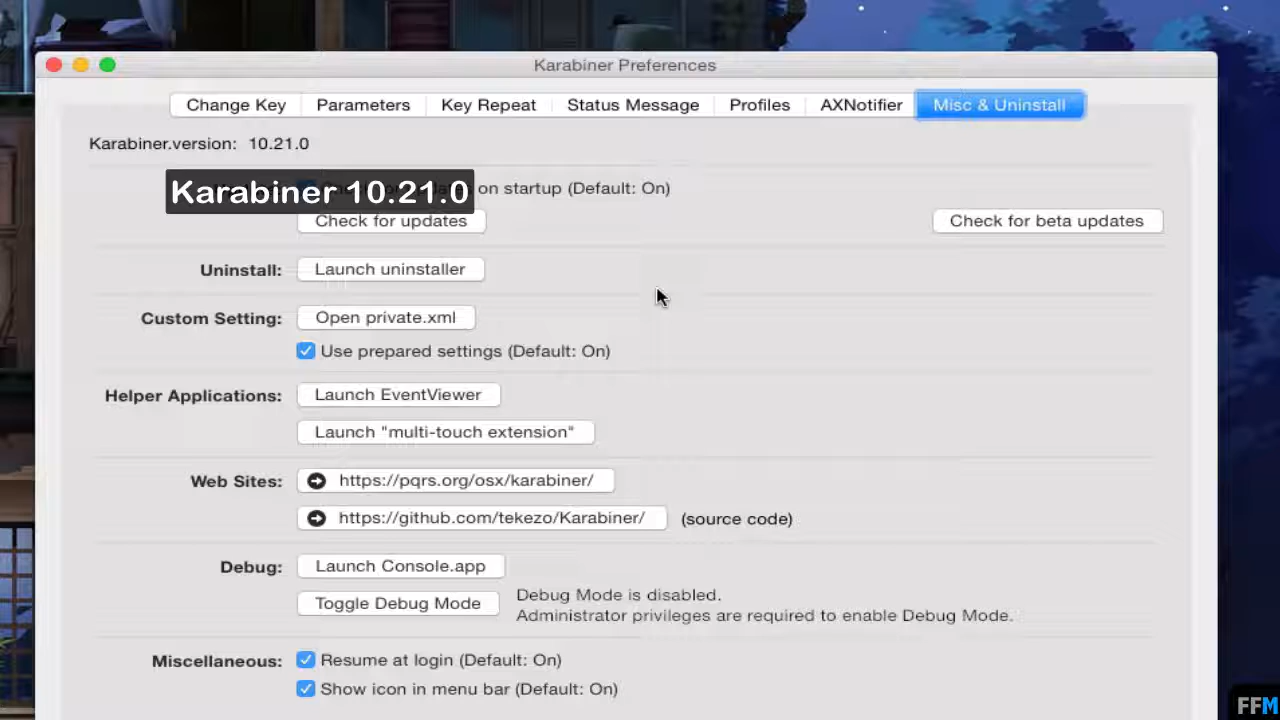 Karabiner Preferences
Change Key Parameters Key Repeat Status Message Profiles AXNotifier Misc & Uninstall
Karabiner.version: 10.21.0
Karabiner 10.21.0 on startup (Default: On)
Check for updates Check for beta updates
Uninstall: Launch uninstaller
Custom Setting: Open private.xml
Use prepared settings (Default: On)
Helper Applications: Launch EventViewer
Launch "multi-touch extension"
Web Sites: https://pqrs.org/osx/karabiner/
https://github.com/tekezo/Karabiner/ (source code)
Debug: Launch Console.app
Toggle Debug Mode Debug Mode is disabled.
Administrator privileges are required to enable Debug Mode.
Miscellaneous: Resume at login (Default: On)
Show icon in menu bar (Default: On)
FFM